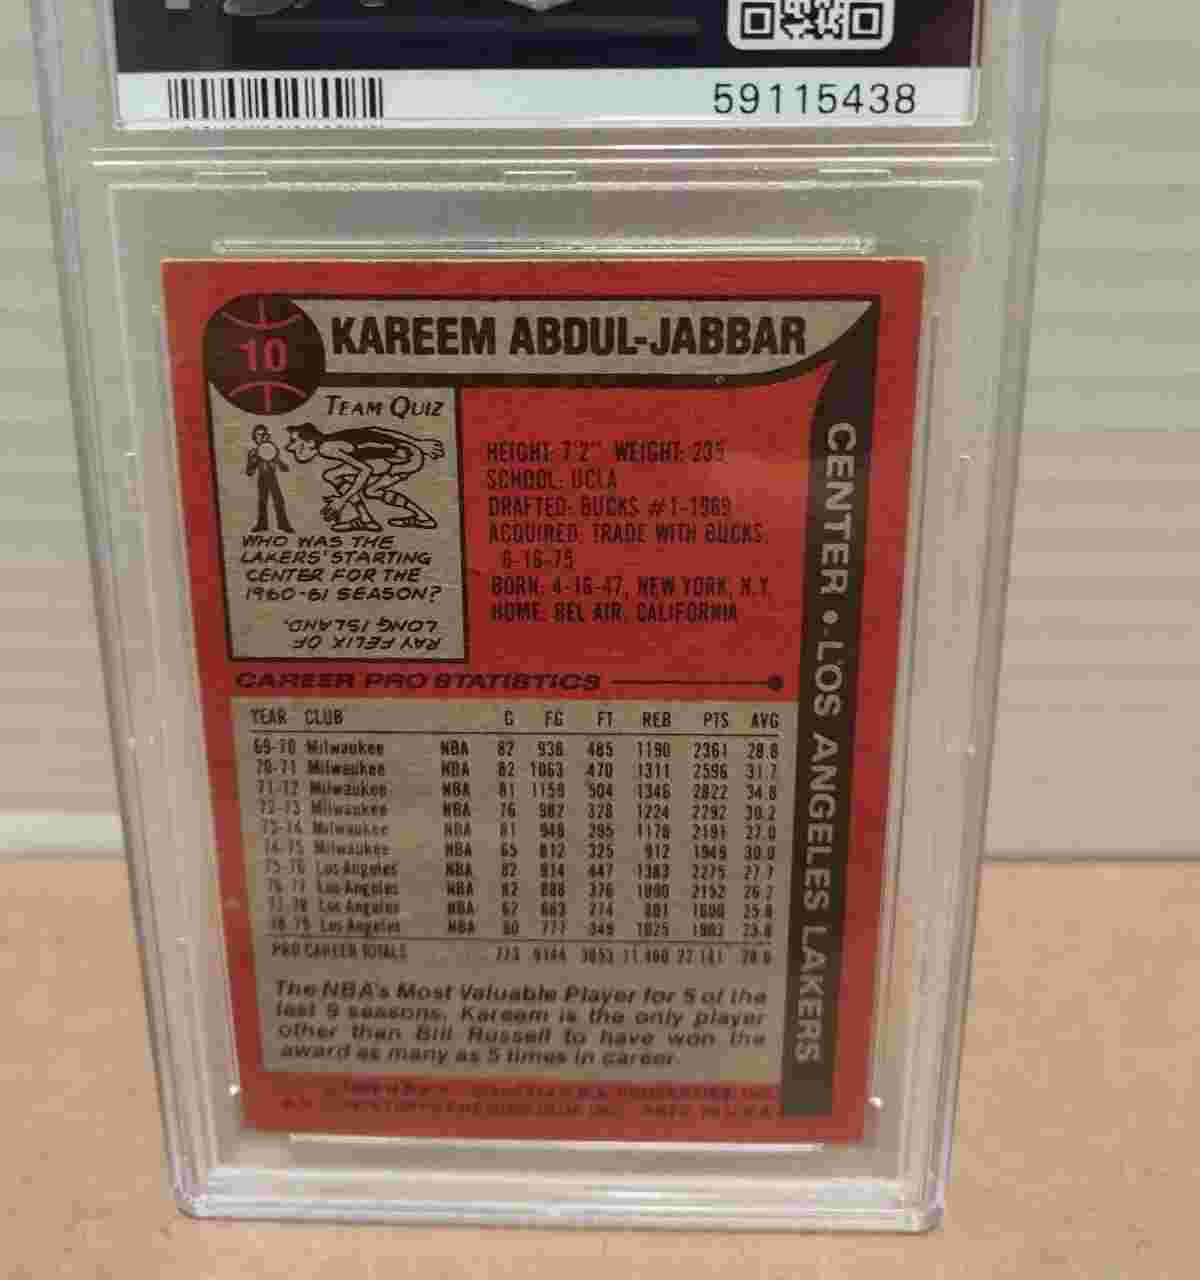 59115438
10
KAREEM ABDUL-JABBAR
TEAM QUIZ
WHO WAS THE
LAKERS' STARTING
CENTER FOR THE
1960-61 SEASON?
RAY FELIX OF
LONG ISLAND.
HEIGHT: 7'2" WEIGHT: 235
SCHOOL: UCLA
DRAFTED: BUCKS #1-1969
ACQUIRED: TRADE WITH BUCKS,
6-16-75
BORN: 4-16-47, NEW YORK, N.Y.
HOME: BEL AIR, CALIFORNIA
CENTER • LOS ANGELES LAKERS
CAREER PRO STATISTICS
YEAR CLUB G FG FT REB PTS AVG
69-70 Milwaukee NBA 82 938 485 1190 2361 28.8
70-71 Milwaukee NBA 82 1063 470 1311 2596 31.7
71-72 Milwaukee NBA 81 1159 504 1346 2822 34.8
72-73 Milwaukee NBA 76 982 328 1224 2292 30.2
73-74 Milwaukee NBA 81 948 295 1178 2191 27.0
74-75 Milwaukee NBA 65 812 325 912 1949 30.0
75-76 Los Angeles NBA 82 914 447 1383 2275 27.7
76-77 Los Angeles NBA 82 888 376 1090 2152 26.2
77-78 Los Angeles NBA 62 663 274 801 1600 25.8
78-79 Los Angeles NBA 80 777 349 1025 1903 23.8
PRO CAREER TOTALS 773 9144 3853 22,141
The NBA's Most Valuable Player for 5 of the
last 9 seasons, Kareem is the only player
other than Bill Russell to have won the
award as many as 5 times in career.